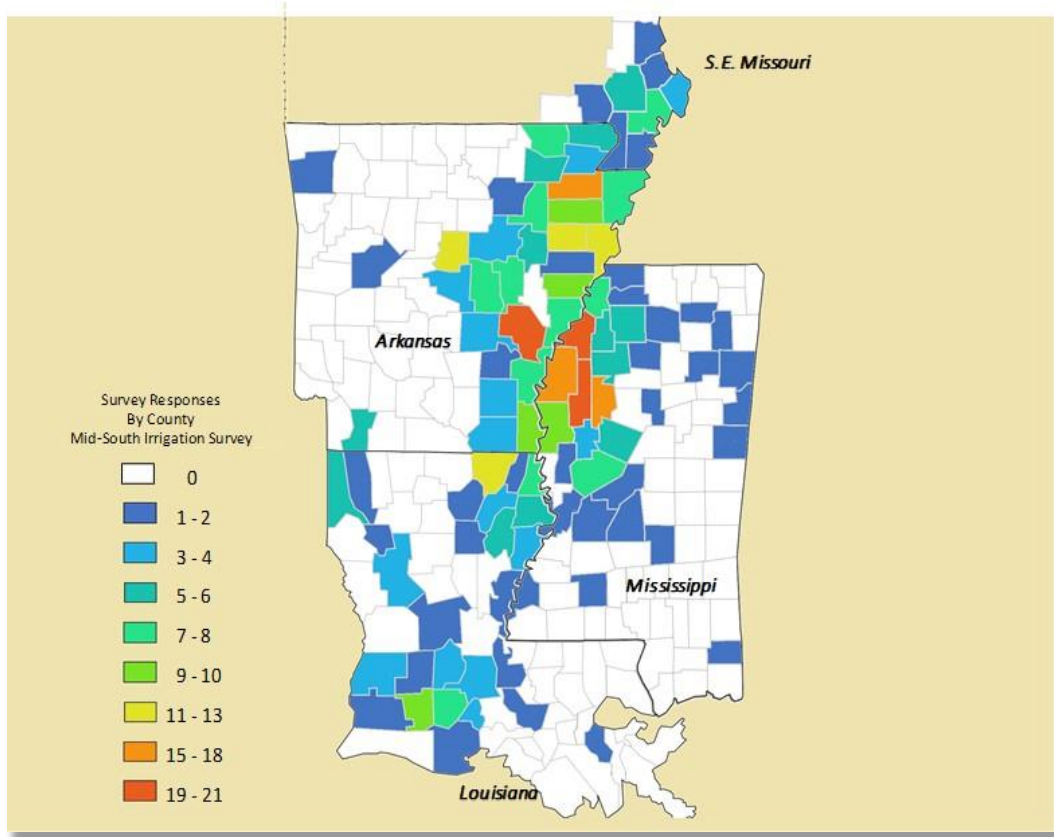 S.E. Missouri
Arkansas
Survey Responses
By County
Mid-South Irrigation Survey
0
1 - 2
3 - 4
5 - 6
7 - 8
9 - 10
11 - 13
15 - 18
19 - 21
Mississippi
Louisiana